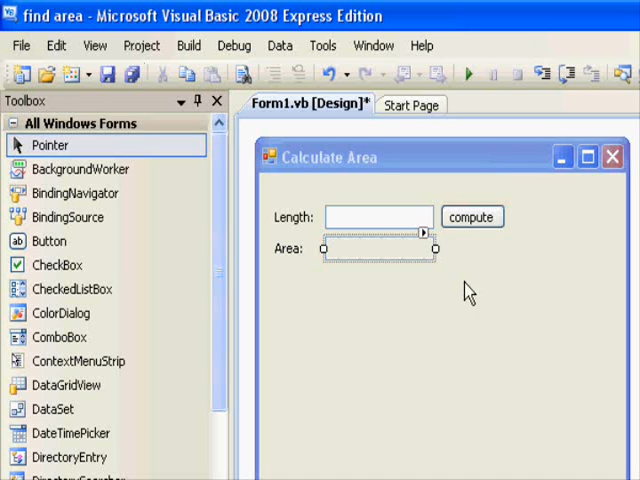 find area - Microsoft Visual Basic 2008 Express Edition
File Edit View Project Build Debug Data Tools Window Help
Toolbox
Form1.vb [Design]* Start Page
All Windows Forms
Pointer
BackgroundWorker
BindingNavigator
BindingSource
ab Button
CheckBox
CheckedListBox
ColorDialog
ComboBox
ContextMenuStrip
DataGridView
DataSet
DateTimePicker
DirectoryEntry
DirectorySearcher
Calculate Area
Length: compute
Area: